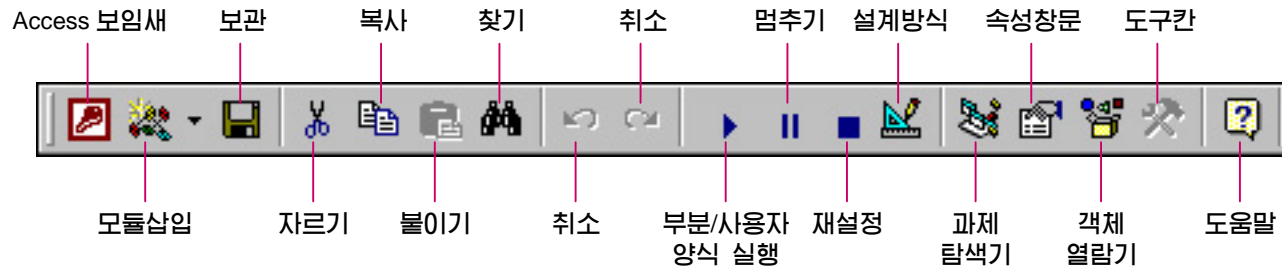 Access 보임새 보관 복사 찾기 취소 멈추기 설계방식 속성창문 도구칸
모듈삽입 자르기 붙이기 취소 부분/사용자 재설정 과제 객체 도움말
양식 실행 탐색기 열람기